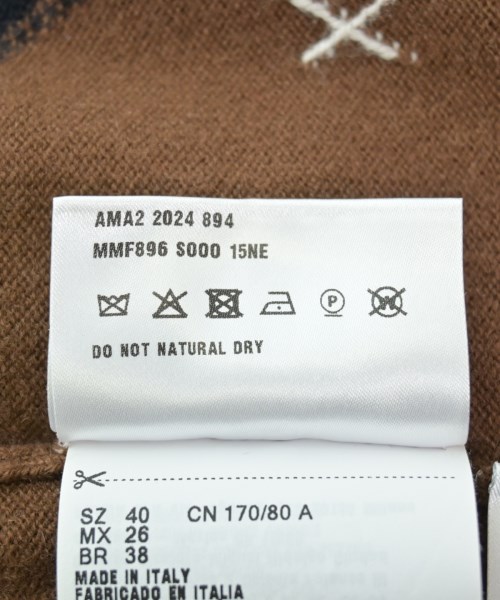 AMA2 2024 894
MMF896 S000 15NE
P W
DO NOT NATURAL DRY
SZ 40 CN 170/80 A
MX 26
BR 38
MADE IN ITALY
FABRICADO EN ITALIA